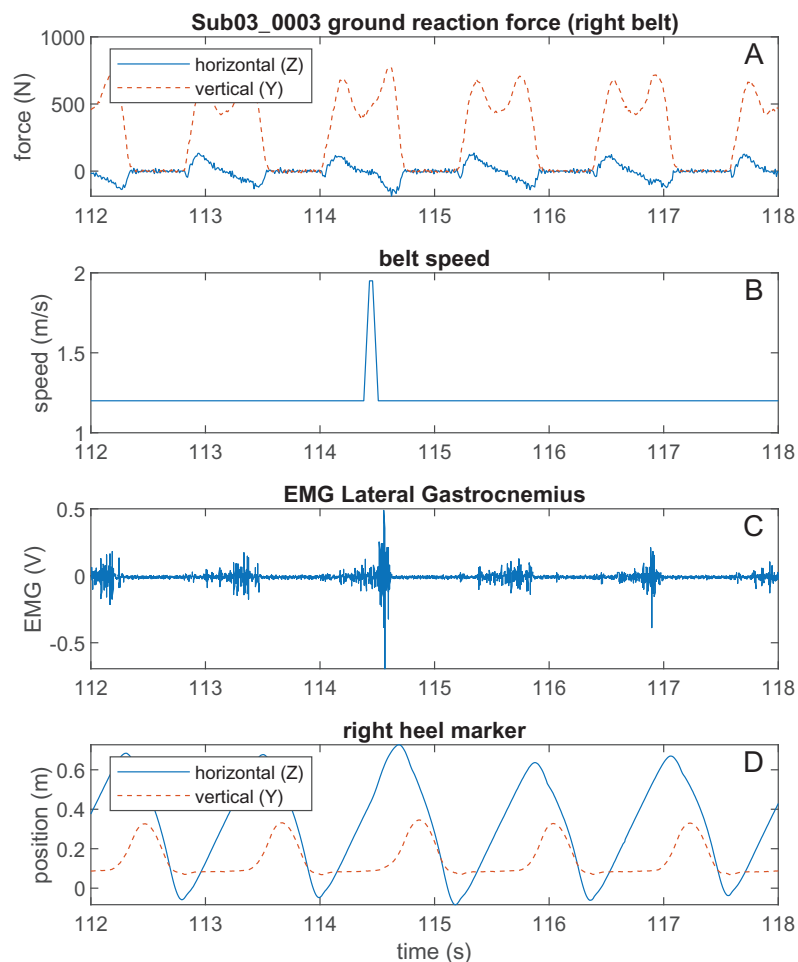 Sub03_0003 ground reaction force (right belt)
A
horizontal (Z)
vertical (Y)
force (N)
1000
500
0
112 113 114 115 116 117 118
belt speed
B
speed (m/s)
2
1.5
1
112 113 114 115 116 117 118
EMG Lateral Gastrocnemius
C
EMG (V)
0.5
0
-0.5
112 113 114 115 116 117 118
right heel marker
D
horizontal (Z)
vertical (Y)
position (m)
0.6
0.4
0.2
0
112 113 114 115 116 117 118
time (s)